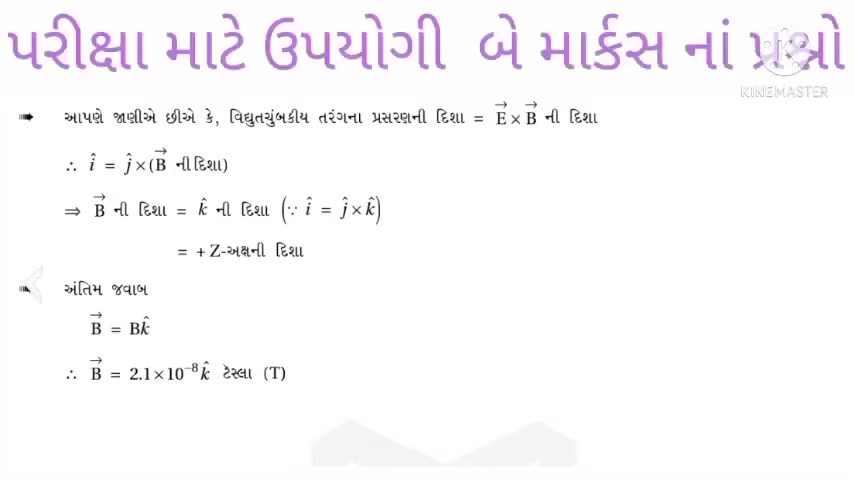 પરીક્ષા માટે ઉપયોગી બે માર્કસ નાં પ્રશ્નો
KINEMASTER
➠ આપણે જાણીએ છીએ કે, વિદ્યુતચુંબકીય તરંગના પ્રસરણની દિશા = E⃗ × B⃗ ની દિશા
∴ î = ĵ × (B⃗ ની દિશા)
⇒ B⃗ ની દિશા = k̂ ની દિશા (∵ î = ĵ × k̂)
= + Z-અક્ષની દિશા
➠ અંતિમ જવાબ
B⃗ = Bk̂
∴ B⃗ = 2.1 × 10⁻⁸ k̂ ટૅસ્લા (T)